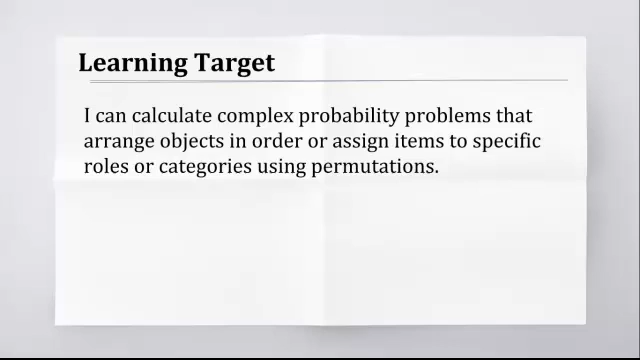 Learning Target
I can calculate complex probability problems that
arrange objects in order or assign items to specific
roles or categories using permutations.